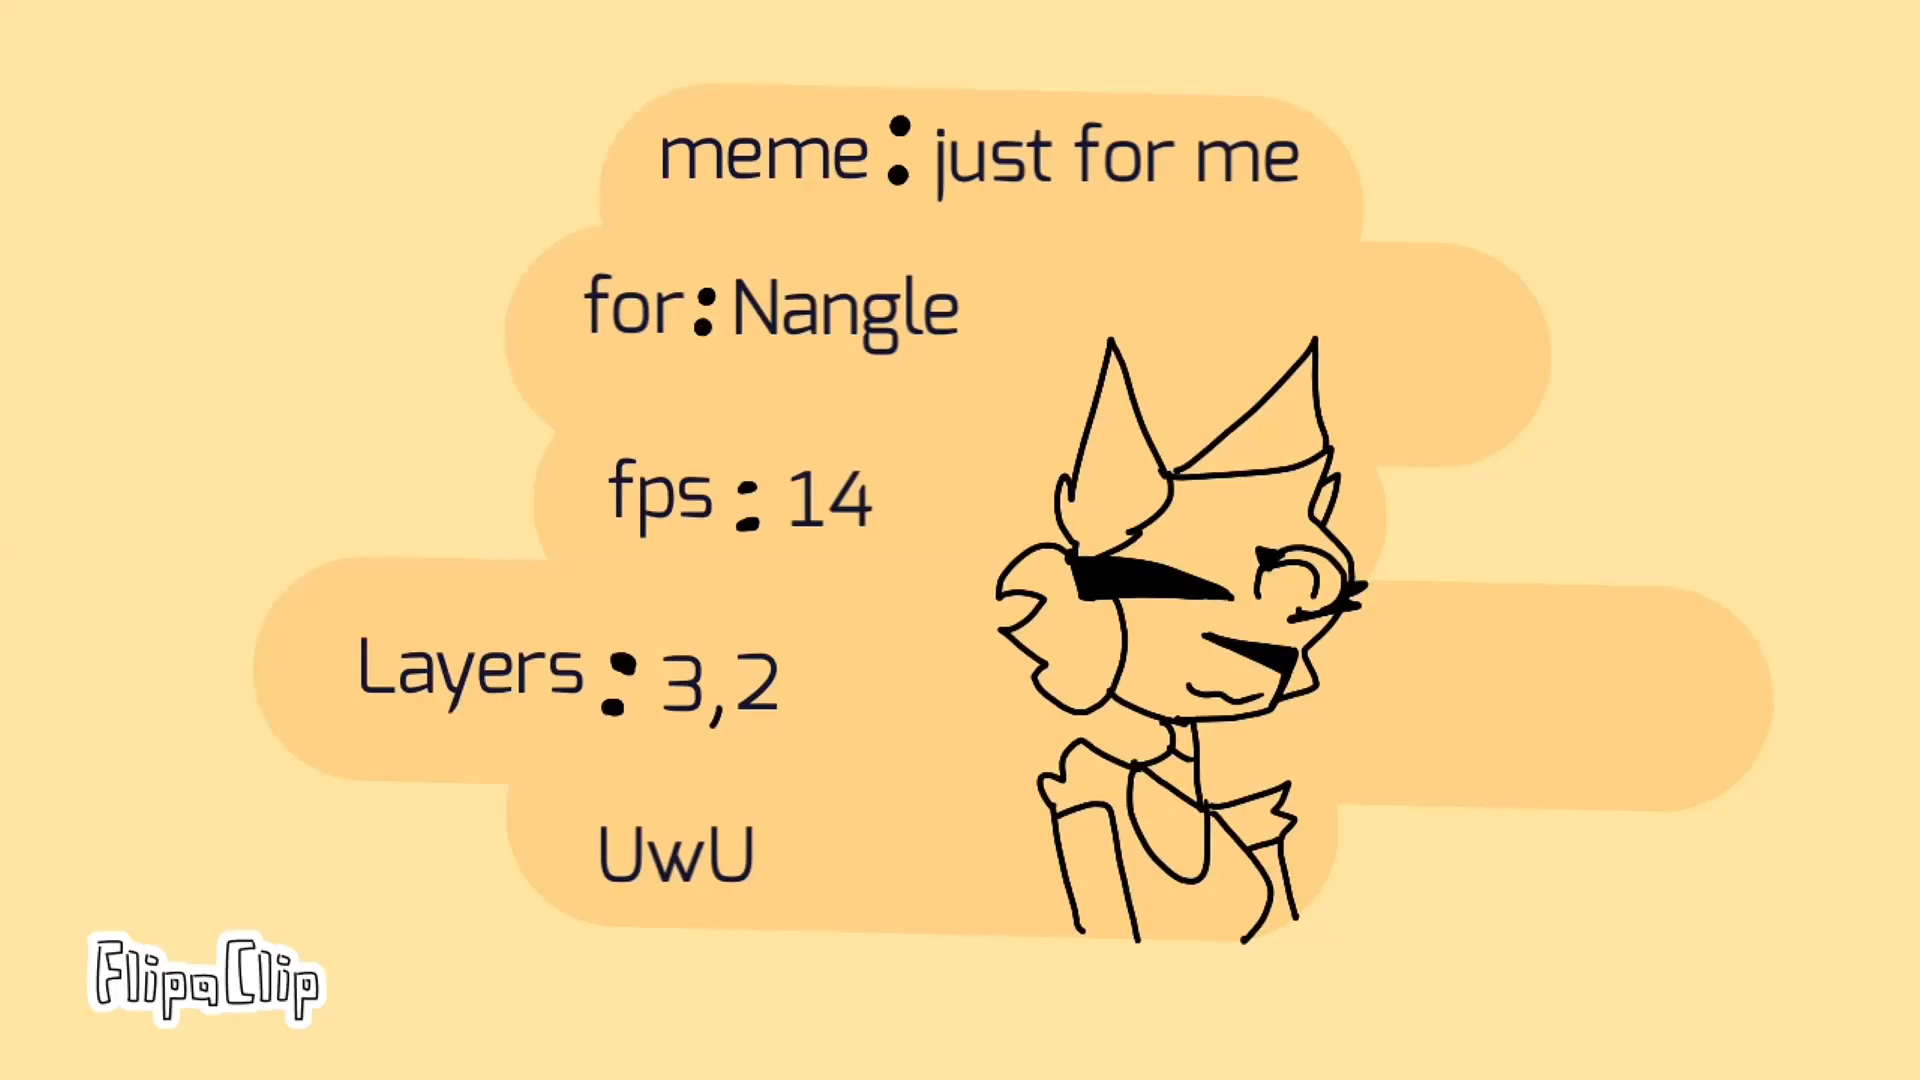 meme: just for me
for: Nangle
fps: 14
Layers: 3,2
UwU
FlipaClip